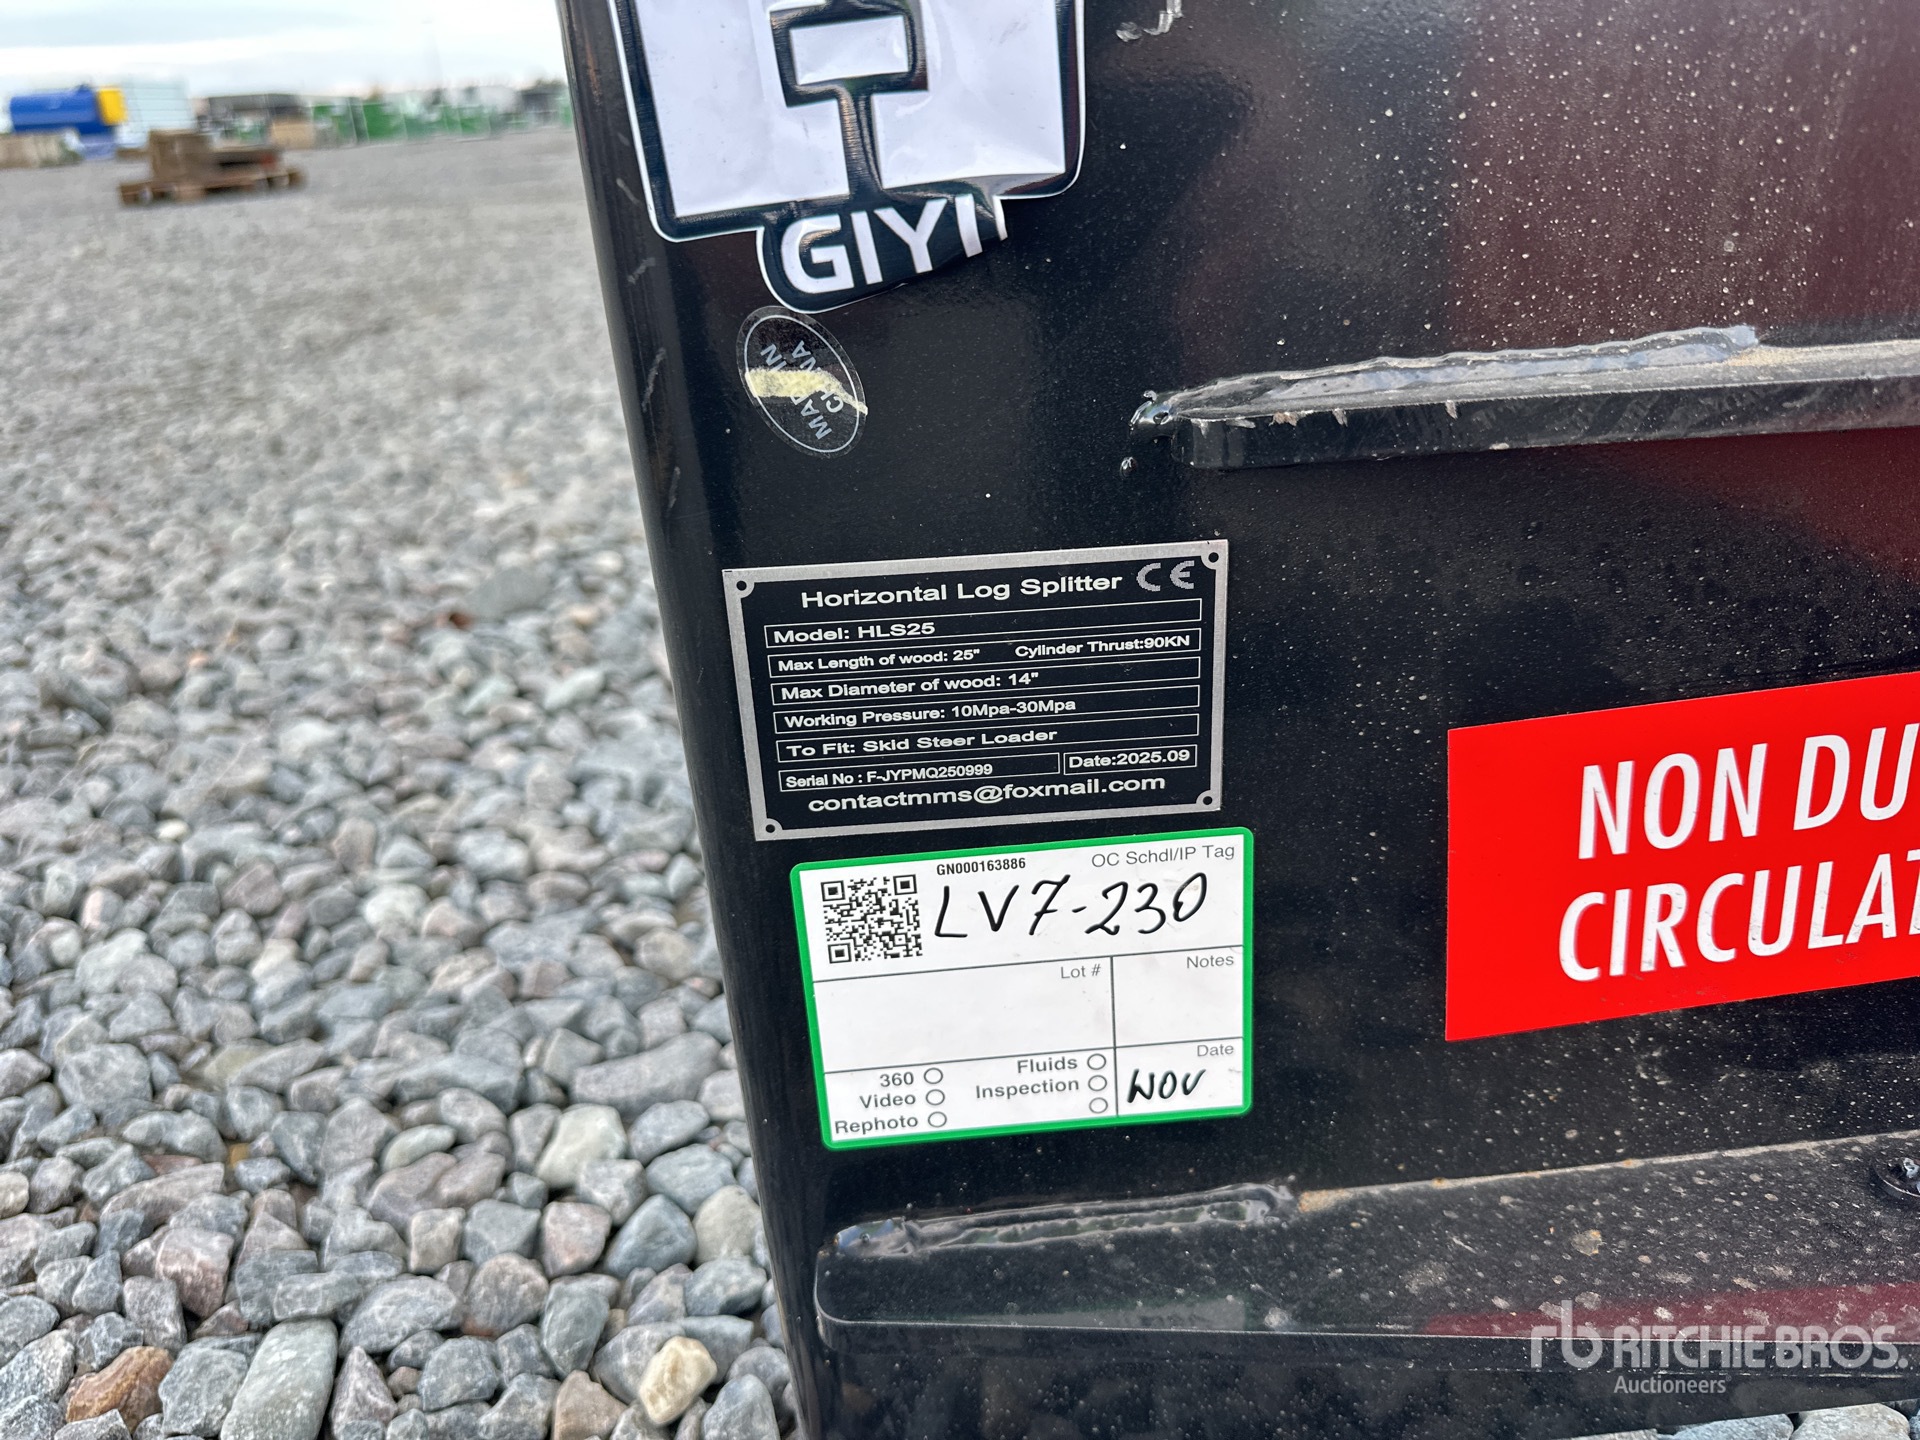 GIYI
MADE IN
CHINA
Horizontal Log Splitter CE
Model: HLS25
Max Length of wood: 25" Cylinder Thrust:90KN
Max Diameter of wood: 14"
Working Pressure: 10Mpa-30Mpa
To Fit: Skid Steer Loader
Serial No : F-JYPMQ250999 Date:2025.09
contactmms@foxmail.com
GN000163886 OC Schdl/IP Tag
LV7-230
Lot # Notes
360 Fluids Date
Video Inspection NOV
Rephoto
NON DU
CIRCULAT
rb RITCHIE BROS.
Auctioneers